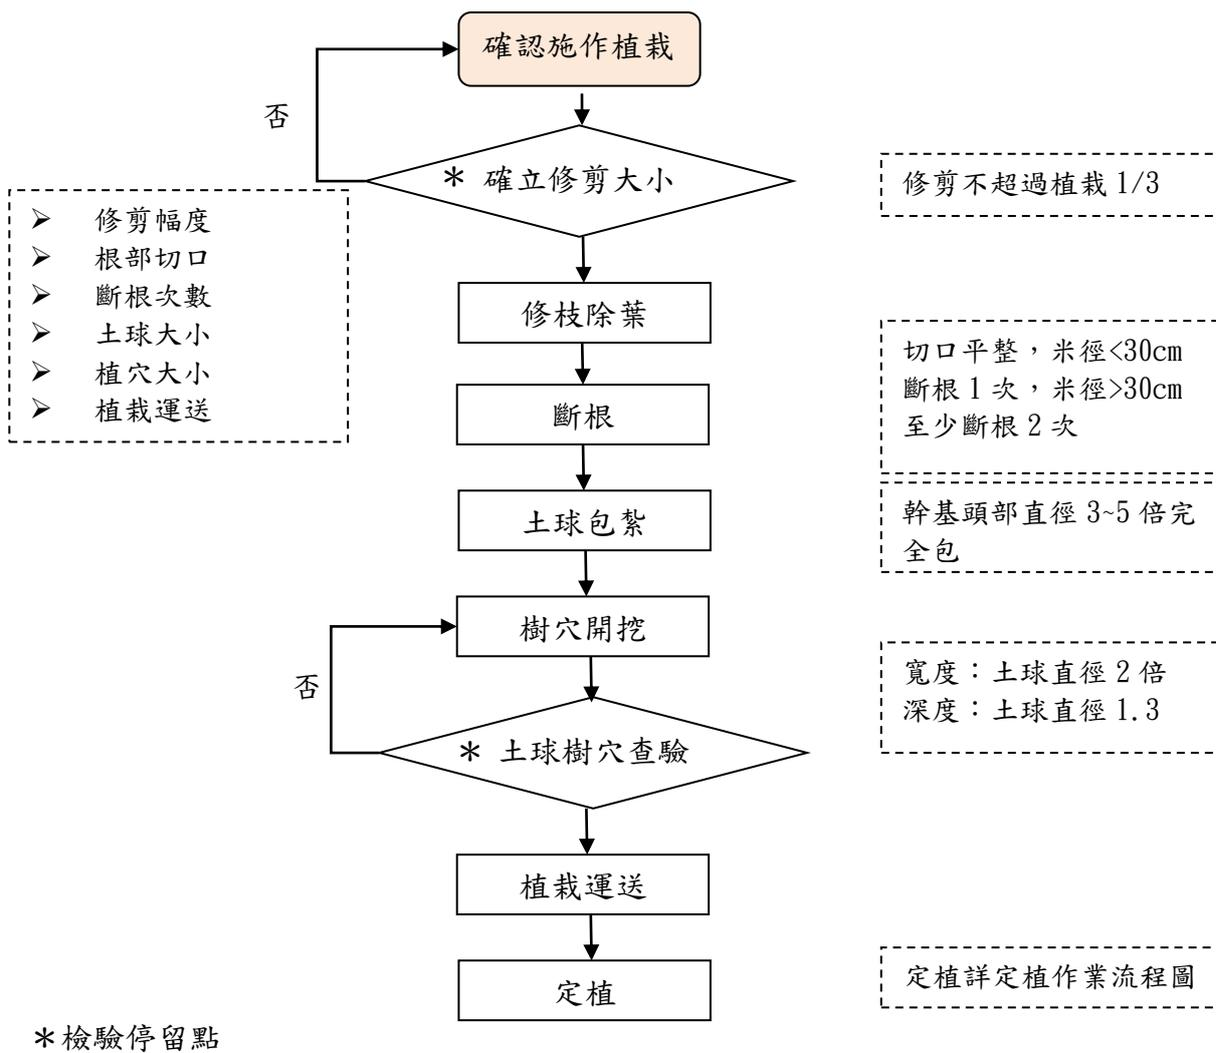 確認施作植栽
否
＊ 確立修剪大小
修剪不超過植栽 1/3
➢ 修剪幅度
➢ 根部切口
➢ 斷根次數
➢ 土球大小
➢ 植穴大小
➢ 植栽運送
修枝除葉
切口平整，米徑<30cm
斷根 1 次，米徑>30cm
至少斷根 2 次
斷根
土球包紮
幹基頭部直徑 3~5 倍完
全包
樹穴開挖
否
寬度：土球直徑 2 倍
深度：土球直徑 1.3
＊ 土球樹穴查驗
植栽運送
定植
定植詳定植作業流程圖
＊檢驗停留點